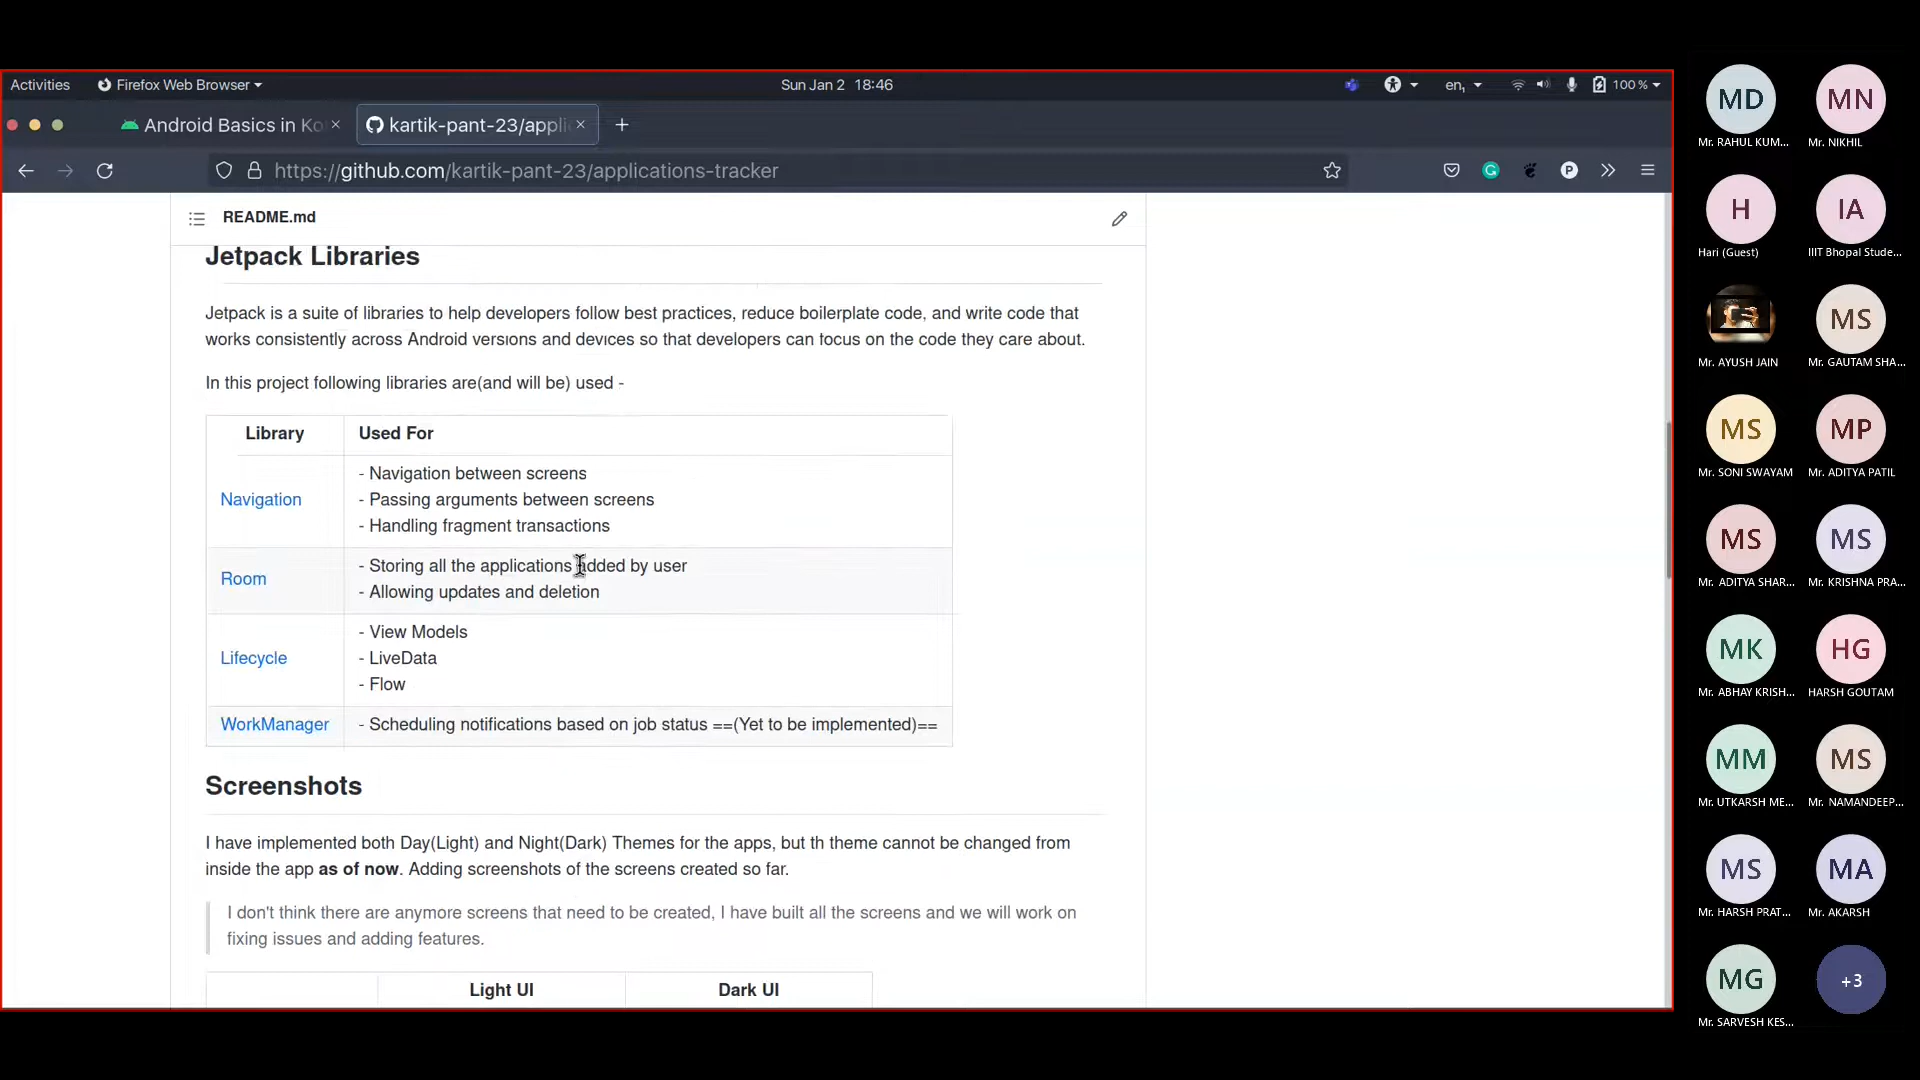 Activities
Firefox Web Browser
Sun Jan 2 18:46
en₁
100 %
Android Basics in Ko
kartik-pant-23/appli
https://github.com/kartik-pant-23/applications-tracker
README.md
Jetpack Libraries
Jetpack is a suite of libraries to help developers follow best practices, reduce boilerplate code, and write code that
works consistently across Android versions and devices so that developers can focus on the code they care about.
In this project following libraries are(and will be) used -
Library Used For
Navigation
- Navigation between screens
- Passing arguments between screens
- Handling fragment transactions
Room
- Storing all the applications added by user
- Allowing updates and deletion
Lifecycle
- View Models
- LiveData
- Flow
WorkManager - Scheduling notifications based on job status ==(Yet to be implemented)==
Screenshots
I have implemented both Day(Light) and Night(Dark) Themes for the apps, but th theme cannot be changed from
inside the app as of now. Adding screenshots of the screens created so far.
I don't think there are anymore screens that need to be created, I have built all the screens and we will work on
fixing issues and adding features.
Light UI Dark UI
MD MN
Mr. RAHUL KUM... Mr. NIKHIL
H IA
Hari (Guest) IIIT Bhopal Stude...
MS
Mr. AYUSH JAIN Mr. GAUTAM SHA...
MS MP
Mr. SONI SWAYAM Mr. ADITYA PATIL
MS MS
Mr. ADITYA SHAR... Mr. KRISHNA PRA...
MK HG
Mr. ABHAY KRISH... HARSH GOUTAM
MM MS
Mr. UTKARSH ME... Mr. NAMANDEEP...
MS MA
Mr. HARSH PRAT... Mr. AKARSH
MG +3
Mr. SARVESH KES...